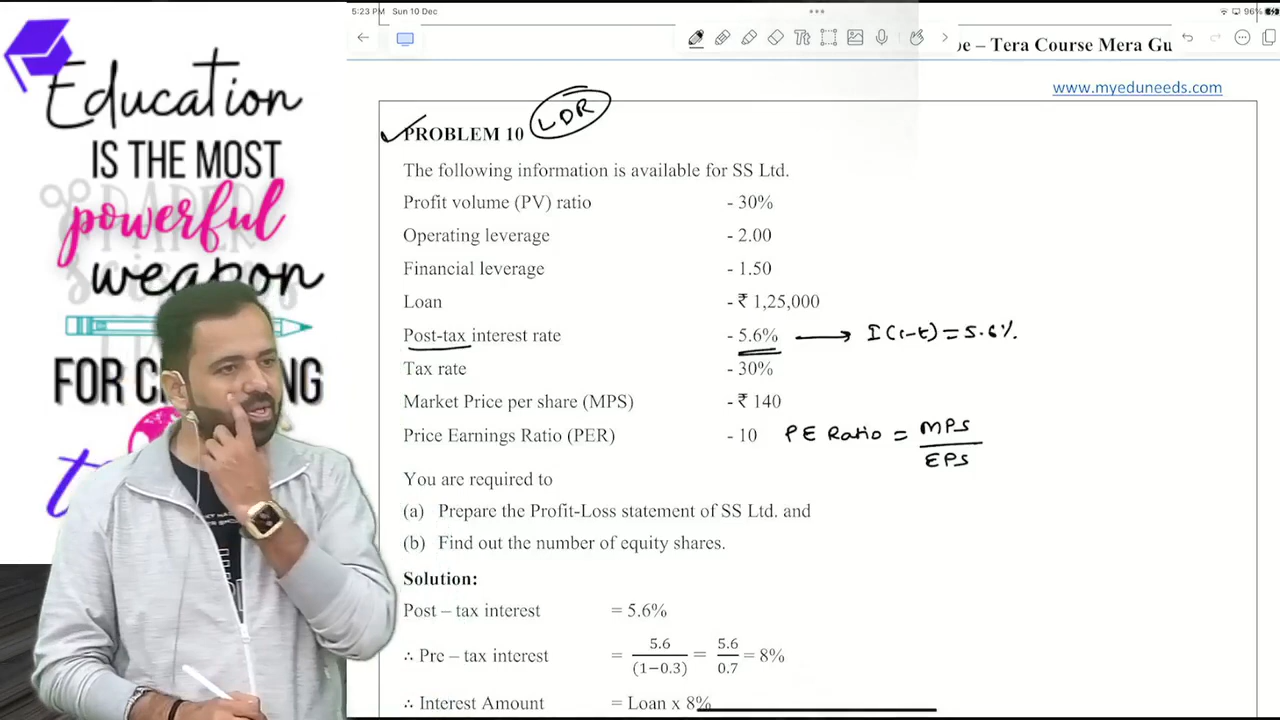 5:23 PM Sun 10 Dec
96%
– Tera Course Mera Gu
www.myeduneeds.com
Education
IS THE MOST
powerful
weapon
PROBLEM 10 LDR
The following information is available for SS Ltd.
Profit volume (PV) ratio - 30%
Operating leverage - 2.00
Financial leverage - 1.50
Loan - ₹ 1,25,000
Post-tax interest rate - 5.6% → I(1-t) = 5.6%
Tax rate - 30%
Market Price per share (MPS) - ₹ 140
Price Earnings Ratio (PER) - 10 PE Ratio = MPS / EPS
You are required to
(a) Prepare the Profit-Loss statement of SS Ltd. and
(b) Find out the number of equity shares.
Solution:
Post – tax interest = 5.6%
∴ Pre – tax interest = 5.6 / (1−0.3) = 5.6 / 0.7 = 8%
∴ Interest Amount = Loan x 8%